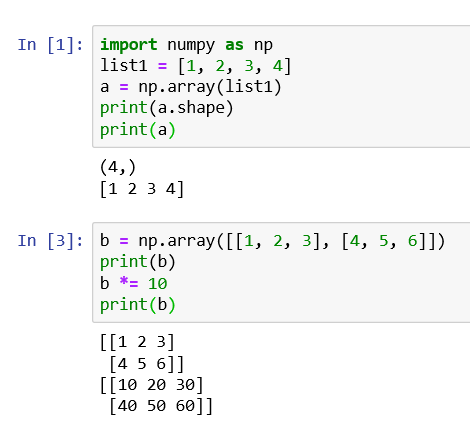 In [1]: import numpy as np
list1 = [1, 2, 3, 4]
a = np.array(list1)
print(a.shape)
print(a)
(4,)
[1 2 3 4]
In [3]: b = np.array([[1, 2, 3], [4, 5, 6]])
print(b)
b *= 10
print(b)
[[1 2 3]
 [4 5 6]]
[[10 20 30]
 [40 50 60]]